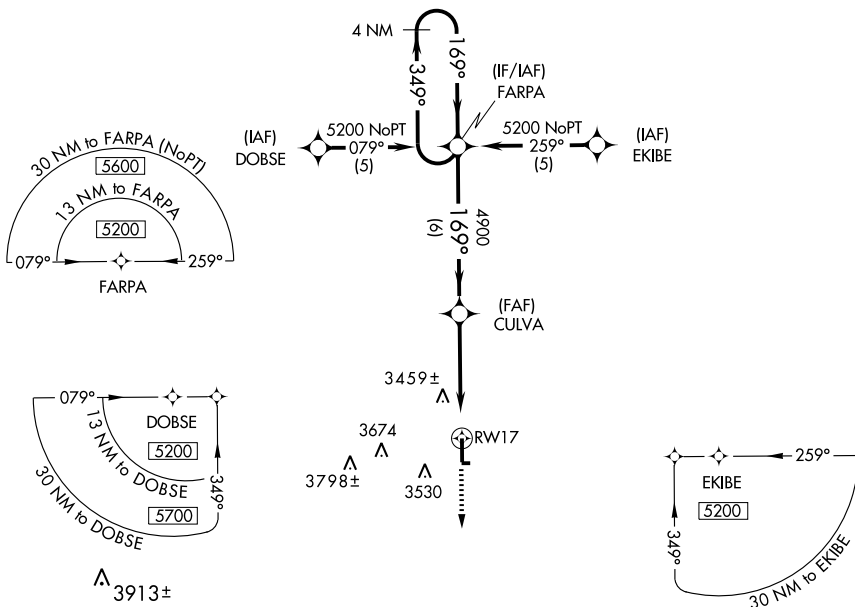 4 NM
349°
169°
(IF/IAF)
FARPA
(IAF)
DOBSE
5200 NoPT
079°
(5)
5200 NoPT
259°
(5)
(IAF)
EKIBE
30 NM to FARPA (NoPT)
5600
13 NM to FARPA
5200
079°
259°
FARPA
4900
169°
(6)
(FAF)
CULVA
3459±
RW17
3674
3798±
3530
079°
DOBSE
5200
13 NM to DOBSE
5700
30 NM to DOBSE
349°
3913±
259°
EKIBE
5200
349°
30 NM to EKIBE